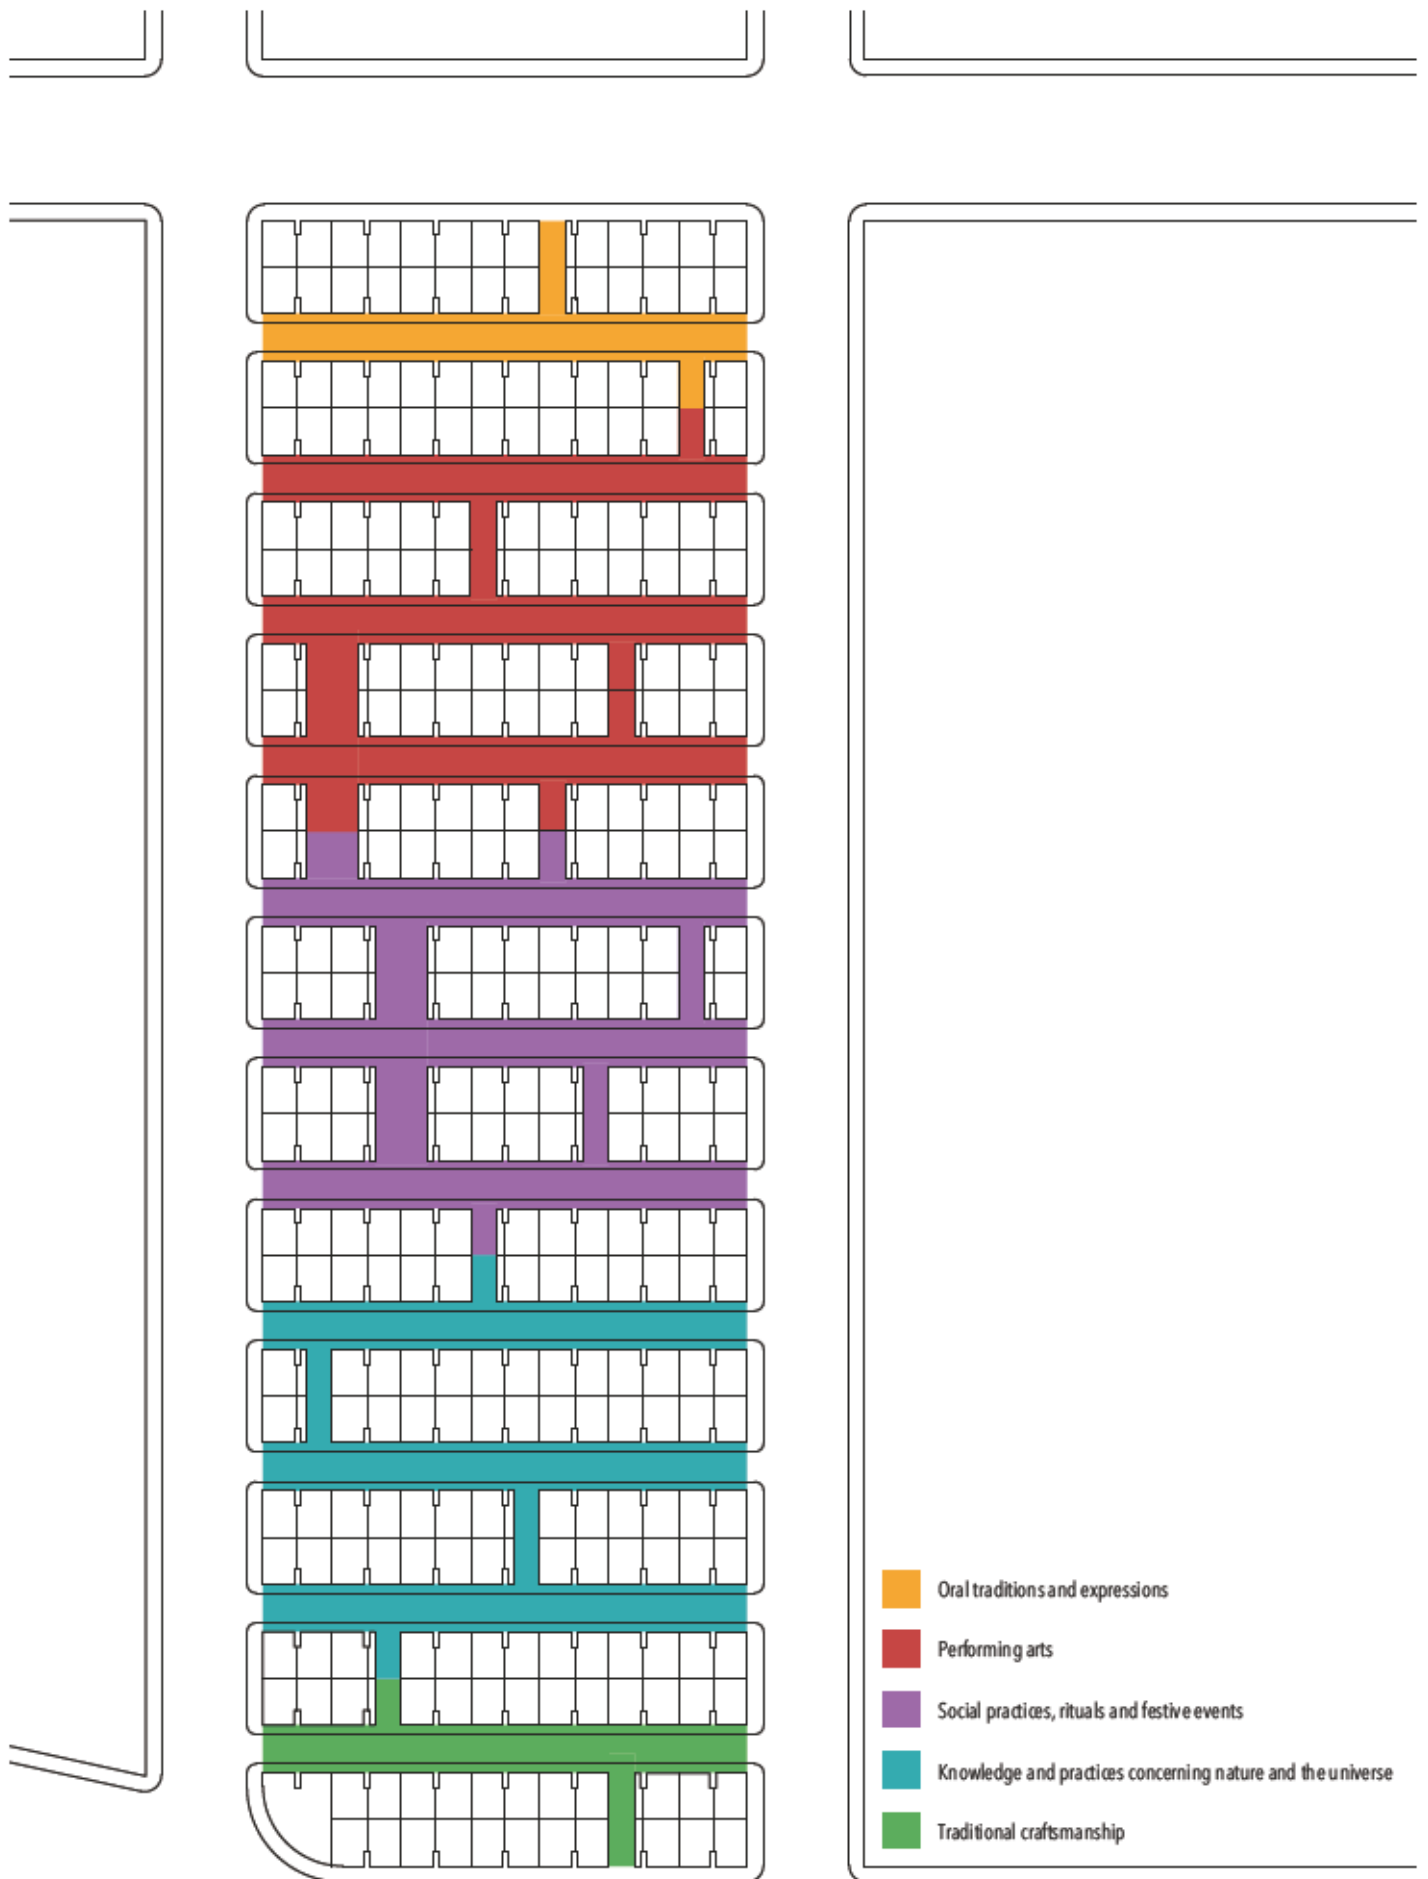 Oral traditions and expressions
Performing arts
Social practices, rituals and festive events
Knowledge and practices concerning nature and the universe
Traditional craftsmanship